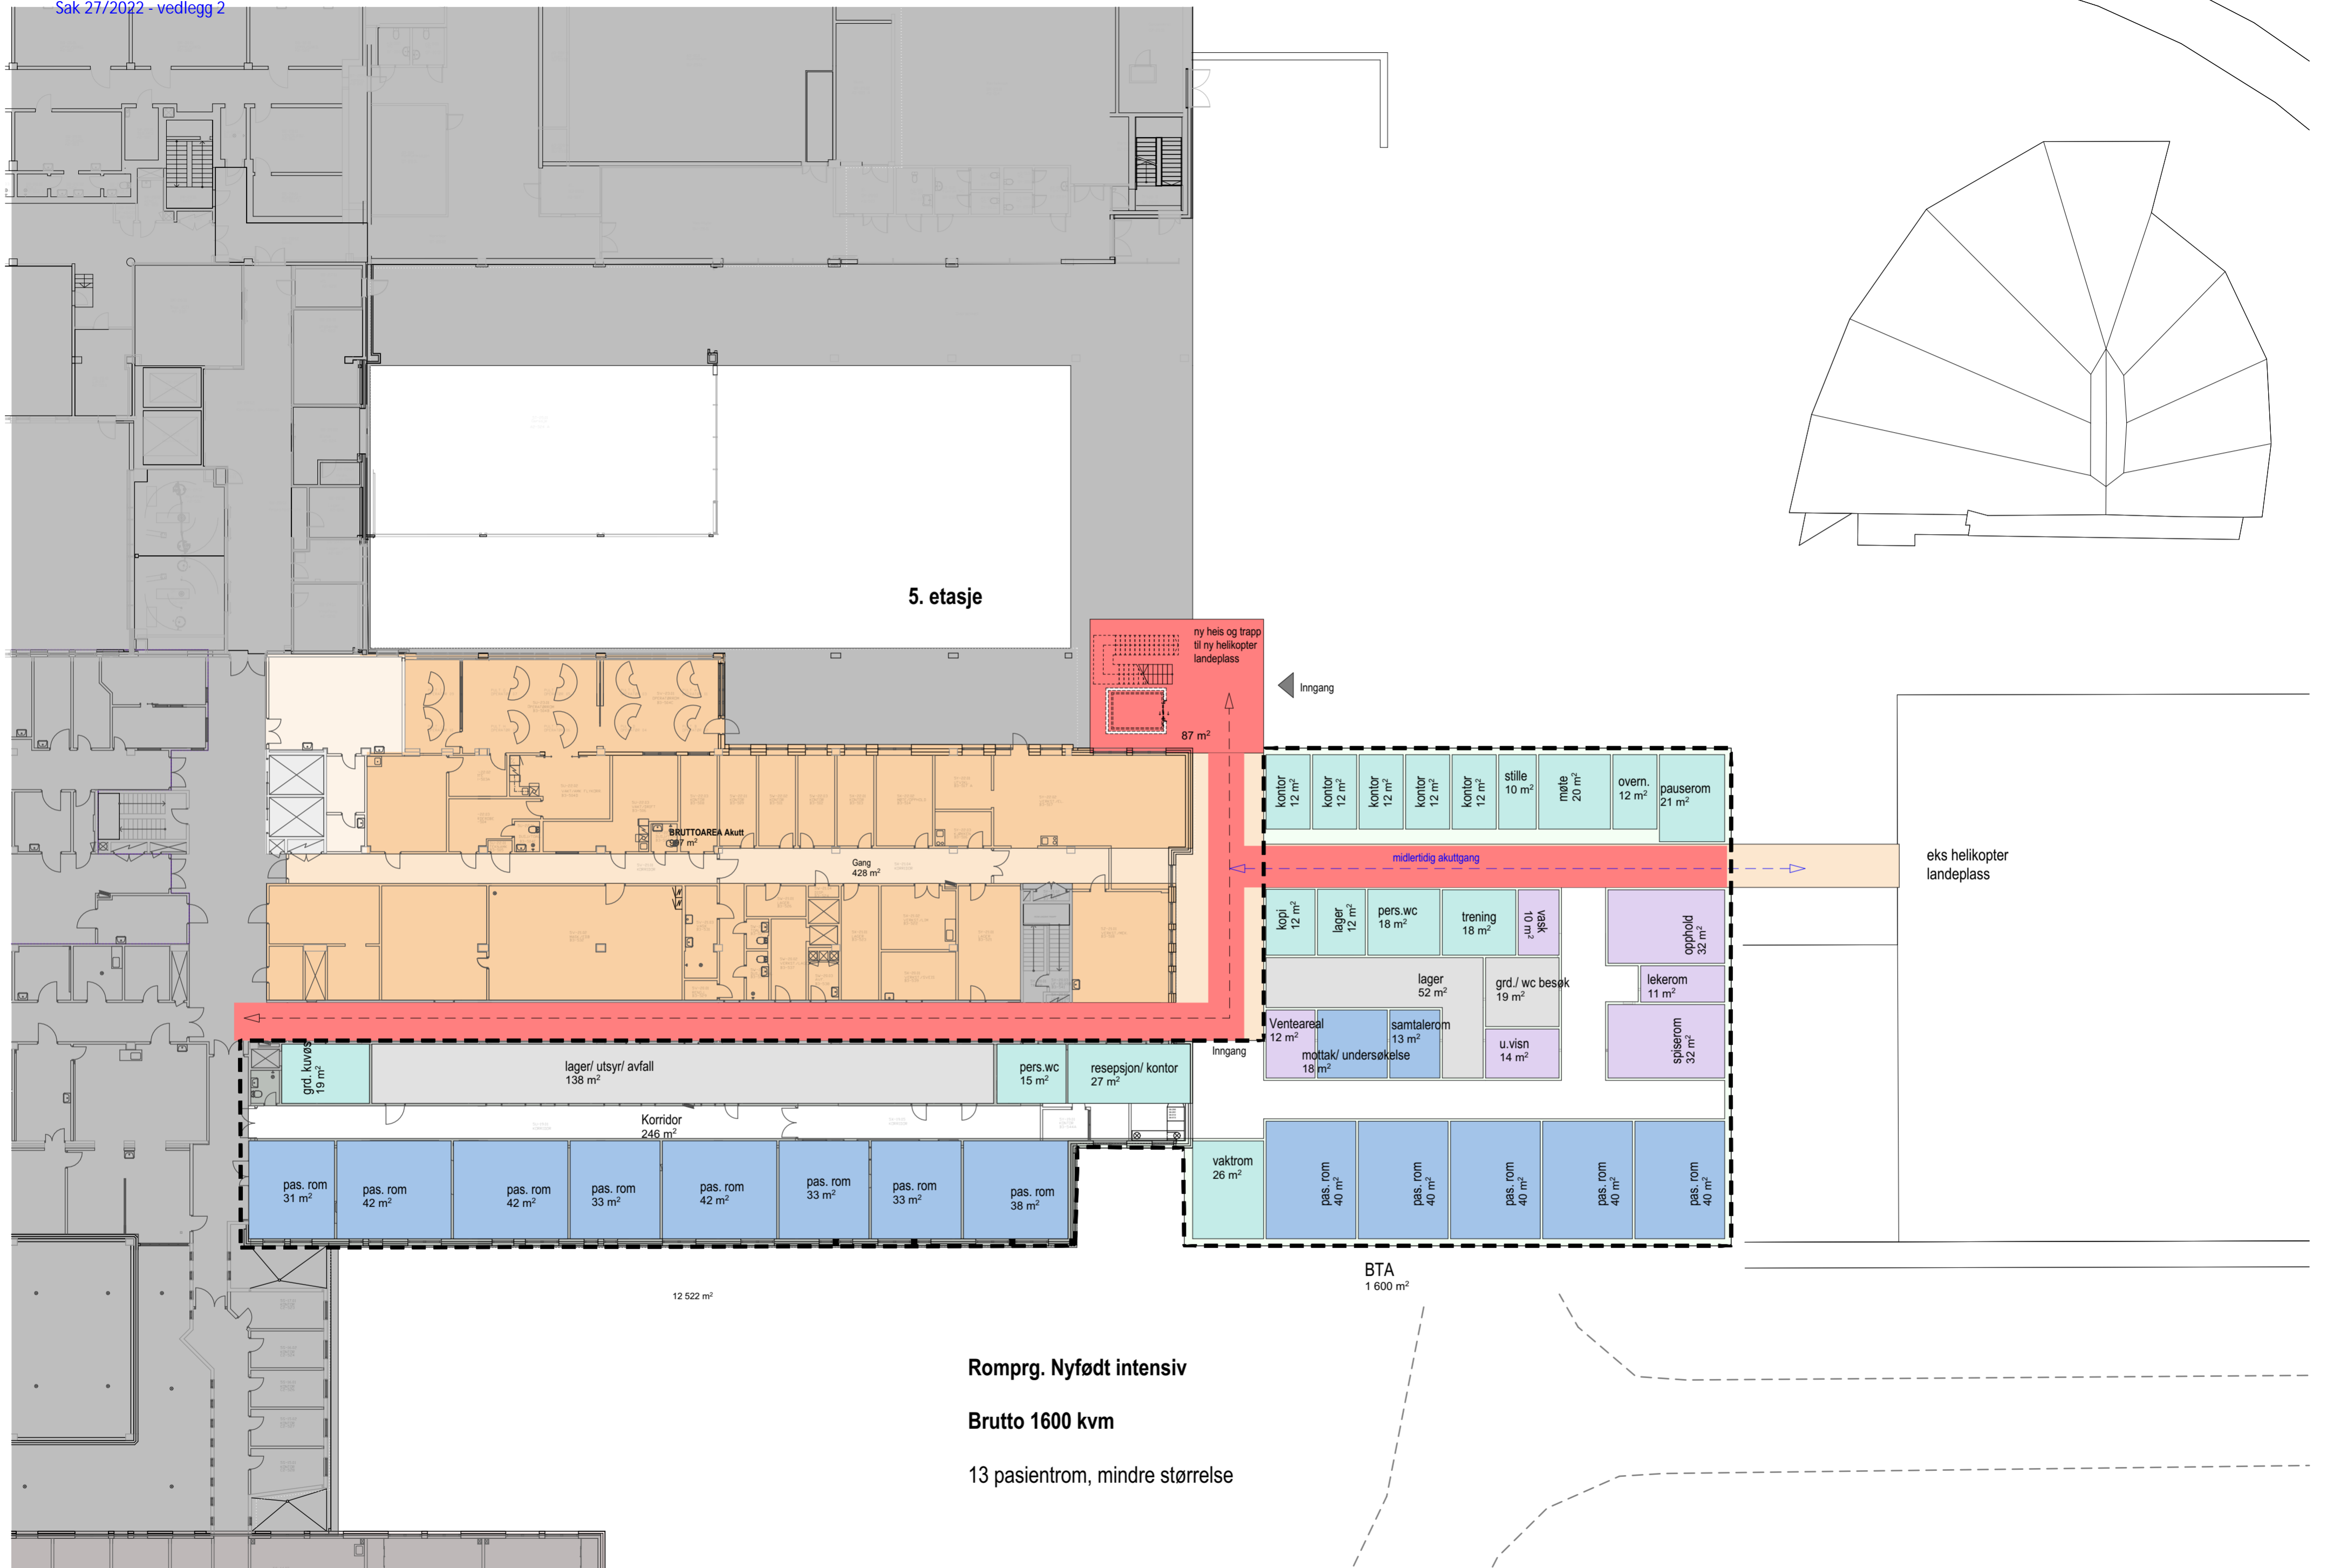 Sak 27/2022 - vedlegg 2
5. etasje
ny heis og trapp
til ny helikopter
landeplass
87 m²
Inngang
kontor
12 m²
kontor
12 m²
kontor
12 m²
kontor
12 m²
kontor
12 m²
stille
10 m²
møte
20 m²
overn.
12 m²
pauserom
21 m²
BRUTTOAREA Akutt
Gang
428 m²
midlertidig akuttgang
eks helikopter
landeplass
kopi
12 m²
lager
12 m²
pers.wc
18 m²
trening
18 m²
vask
10 m²
opphold
32 m²
lager
52 m²
grd./ wc besøk
19 m²
lekerom
11 m²
Venteareal
12 m²
samtalerom
13 m²
mottak/ undersøkelse
18 m²
u.visn
14 m²
spiserom
32 m²
Inngang
grd. kuvøs
19 m²
lager/ utsyr/ avfall
138 m²
pers.wc
15 m²
resepsjon/ kontor
27 m²
Korridor
246 m²
pas. rom
31 m²
pas. rom
42 m²
pas. rom
42 m²
pas. rom
33 m²
pas. rom
42 m²
pas. rom
33 m²
pas. rom
33 m²
pas. rom
38 m²
vaktrom
26 m²
pas. rom
40 m²
pas. rom
40 m²
pas. rom
40 m²
pas. rom
40 m²
pas. rom
40 m²
BTA
1 600 m²
12 522 m²
Romprg. Nyfødt intensiv
Brutto 1600 kvm
13 pasientrom, mindre størrelse